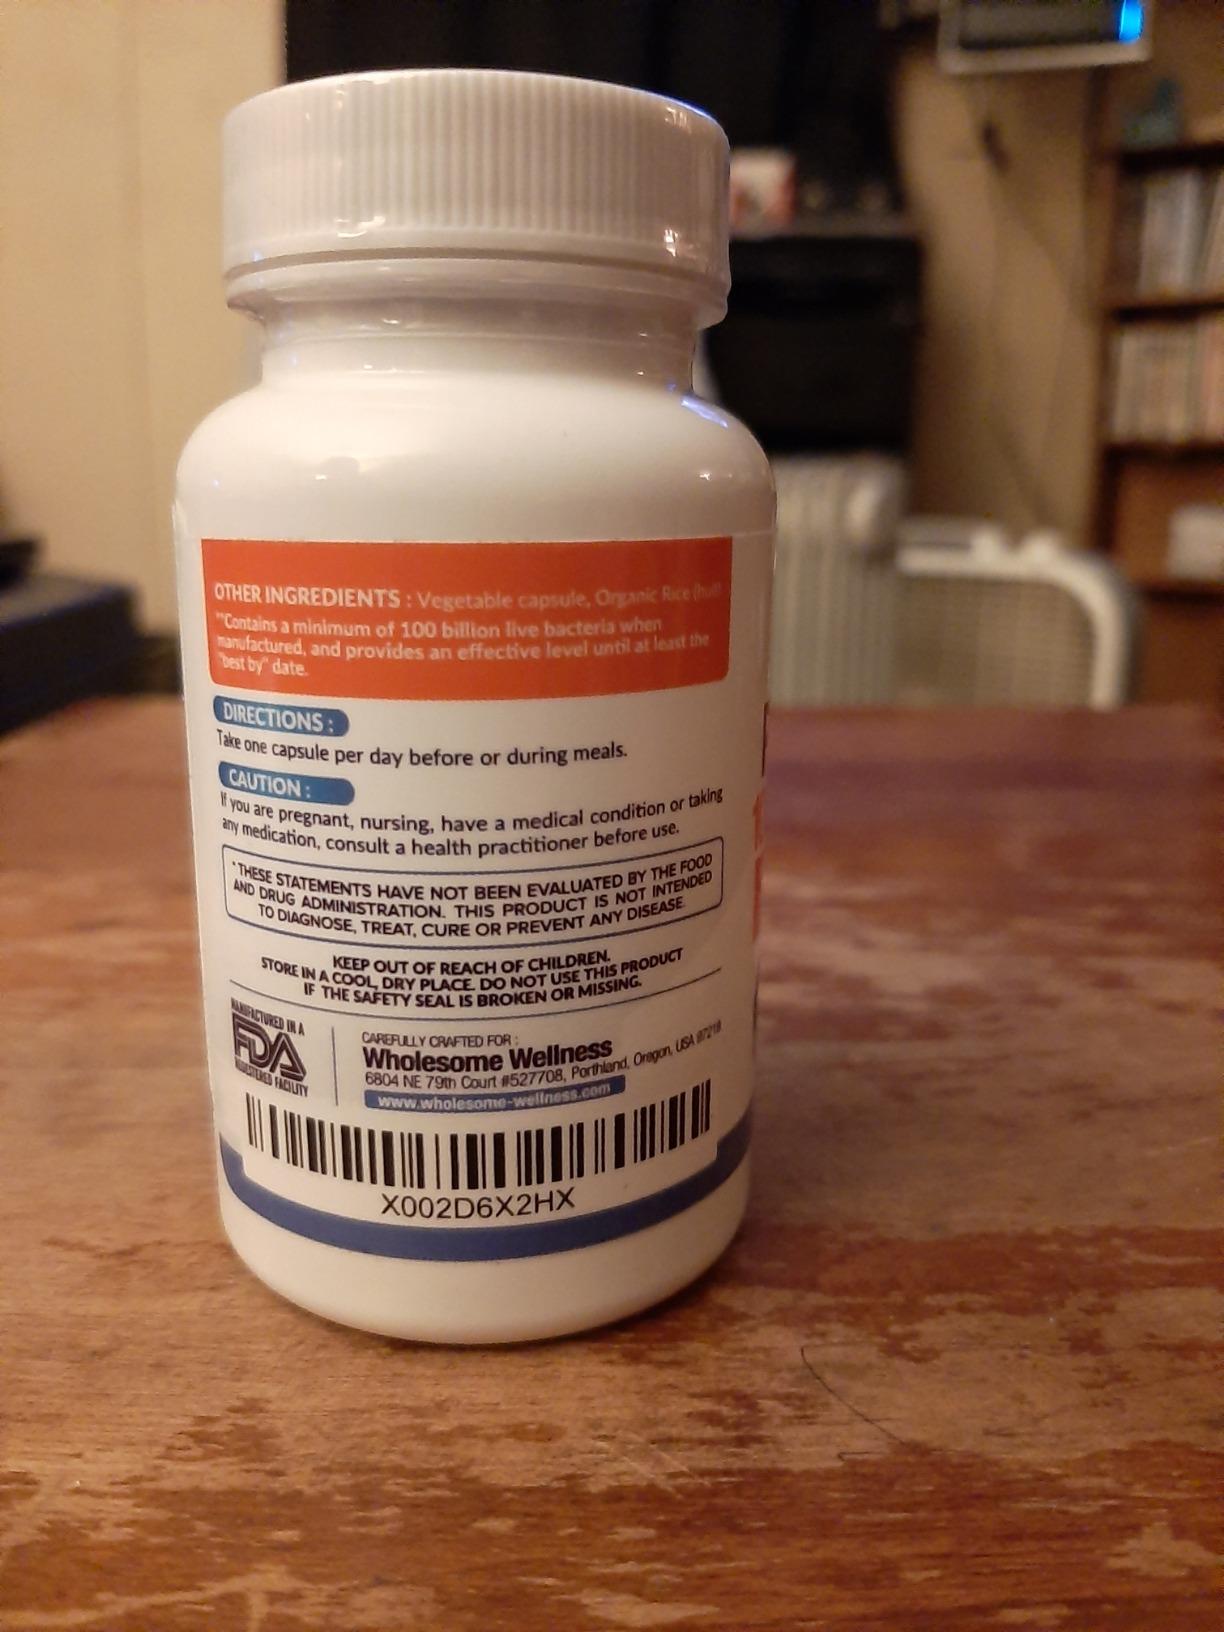 OTHER INGREDIENTS : Vegetable capsule, Organic Rice (hull)
**Contains a minimum of 100 billion live bacteria when
manufactured, and provides an effective level until at least the
"best by" date.
DIRECTIONS :
Take one capsule per day before or during meals.
CAUTION :
If you are pregnant, nursing, have a medical condition or taking
any medication, consult a health practitioner before use.
*THESE STATEMENTS HAVE NOT BEEN EVALUATED BY THE FOOD
AND DRUG ADMINISTRATION. THIS PRODUCT IS NOT INTENDED
TO DIAGNOSE, TREAT, CURE OR PREVENT ANY DISEASE.
KEEP OUT OF REACH OF CHILDREN.
STORE IN A COOL, DRY PLACE. DO NOT USE THIS PRODUCT
IF THE SAFETY SEAL IS BROKEN OR MISSING.
MANUFACTURED IN A
FDA
REGISTERED FACILITY
CAREFULLY CRAFTED FOR :
Wholesome Wellness
6804 NE 79th Court #527708, Porthland, Oregon, USA 97218
www.wholesome-wellness.com
X002D6X2HX